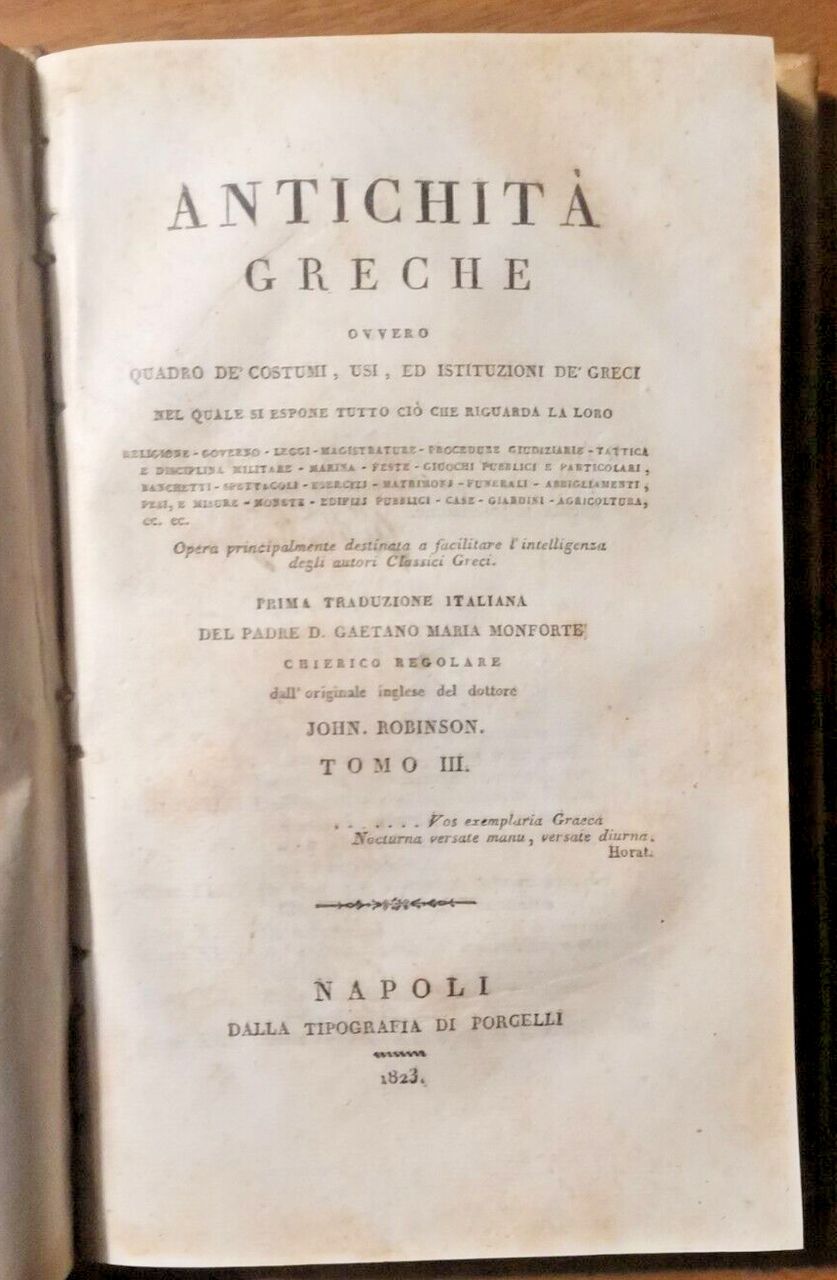 ANTICHITÀ
GRECHE
OVVERO
QUADRO DE' COSTUMI, USI, ED ISTITUZIONI DE' GRECI
NEL QUALE SI ESPONE TUTTO CIÒ CHE RIGUARDA LA LORO
RELIGIONE - GOVERNO - LEGGI - MAGISTRATURE - PROCEDURE GIUDIZIARIE - TATTICA
E DISCIPLINA MILITARE - MARINA - FESTE - GIUOCHI PUBBLICI E PARTICOLARI,
BANCHETTI - SPETTACOLI - ESERCIZJ - MATRIMONJ - FUNERALI - ABBIGLIAMENTI,
PESI, E MISURE - MONETE - EDIFIZJ PUBBLICI - CASE - GIARDINI - AGRICOLTURA,
ec. ec.
Opera principalmente destinata a facilitare l'intelligenza
degli autori Classici Greci.
PRIMA TRADUZIONE ITALIANA
DEL PADRE D. GAETANO MARIA MONFORTE'
CHIERICO REGOLARE
dall' originale inglese del dottore
JOHN. ROBINSON.
TOMO III.
. . . . . . . Vos exemplaria Graeca
Nocturna versate manu, versate diurna.
Horat.
NAPOLI
DALLA TIPOGRAFIA DI PORCELLI
1823.